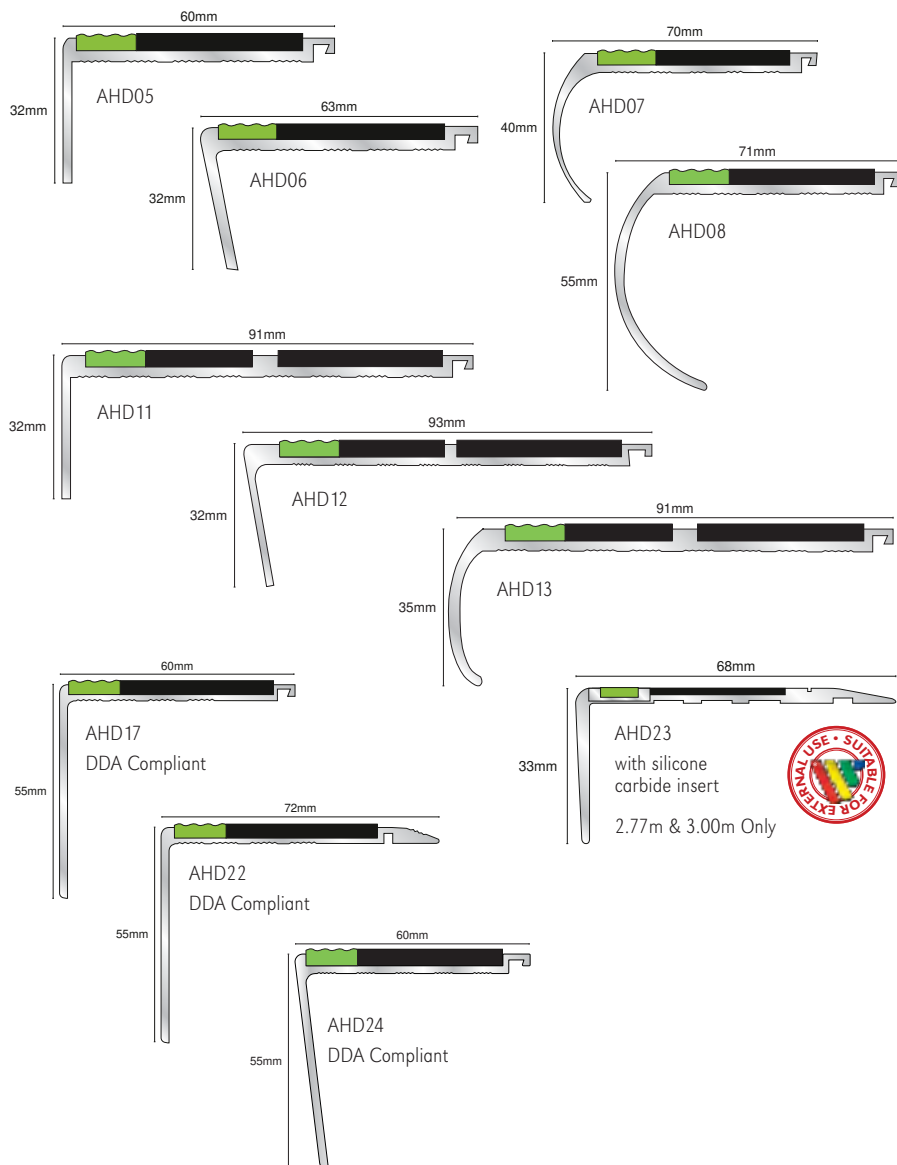 60mm
32mm
AHD05
63mm
32mm
AHD06
70mm
40mm
AHD07
71mm
55mm
AHD08
91mm
32mm
AHD11
93mm
32mm
AHD12
91mm
35mm
AHD13
60mm
55mm
AHD17
DDA Compliant
68mm
33mm
AHD23
with silicone
carbide insert
2.77m & 3.00m Only
SUITABLE FOR EXTERNAL USE •
72mm
55mm
AHD22
DDA Compliant
60mm
55mm
AHD24
DDA Compliant